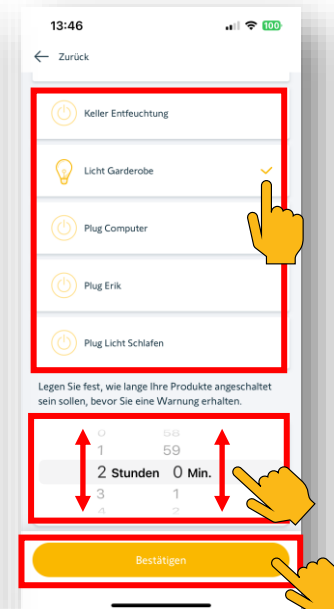 13:46
100
Zurück
Keller Entfeuchtung
Licht Garderobe
Plug Computer
Plug Erik
Plug Licht Schlafen
Legen Sie fest, wie lange Ihre Produkte angeschaltet
sein sollen, bevor Sie eine Warnung erhalten.
0 58
1 59
2 Stunden 0 Min.
3 1
4 2
Bestätigen